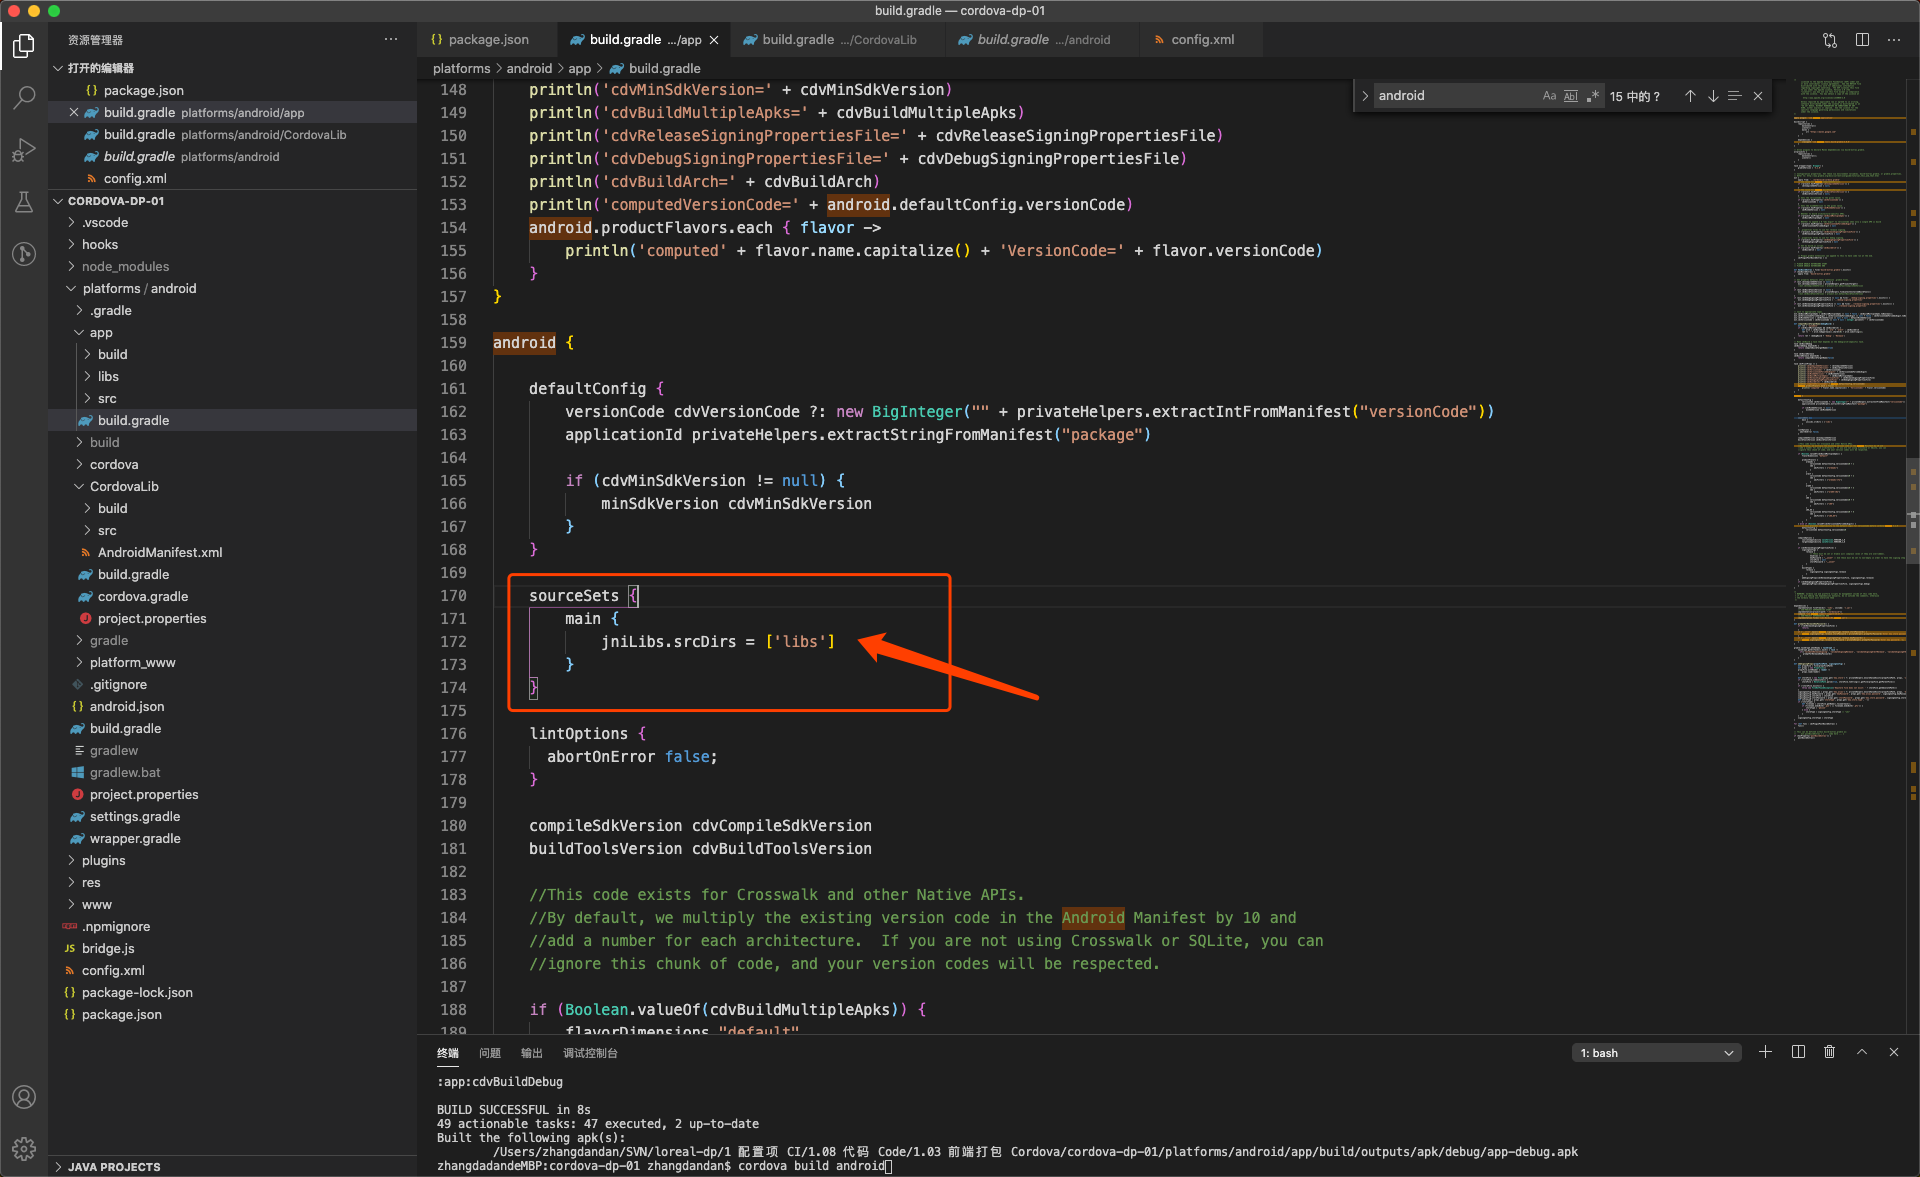 build.gradle — cordova-dp-01
资源管理器
打开的编辑器
package.json
build.gradle platforms/android/app
build.gradle platforms/android/CordovaLib
build.gradle platforms/android
config.xml
CORDOVA-DP-01
.vscode
hooks
node_modules
platforms / android
.gradle
app
build
libs
src
build.gradle
build
cordova
CordovaLib
build
src
AndroidManifest.xml
build.gradle
cordova.gradle
project.properties
gradle
platform_www
.gitignore
android.json
build.gradle
gradlew
gradlew.bat
project.properties
settings.gradle
wrapper.gradle
plugins
res
www
.npmignore
JS bridge.js
config.xml
package-lock.json
package.json
JAVA PROJECTS
package.json
build.gradle .../app
build.gradle .../CordovaLib
build.gradle .../android
config.xml
platforms > android > app > build.gradle
android Aa Abl .* 15 中的 ?
148 println('cdvMinSdkVersion=' + cdvMinSdkVersion)
149 println('cdvBuildMultipleApks=' + cdvBuildMultipleApks)
150 println('cdvReleaseSigningPropertiesFile=' + cdvReleaseSigningPropertiesFile)
151 println('cdvDebugSigningPropertiesFile=' + cdvDebugSigningPropertiesFile)
152 println('cdvBuildArch=' + cdvBuildArch)
153 println('computedVersionCode=' + android.defaultConfig.versionCode)
154 android.productFlavors.each { flavor ->
155 println('computed' + flavor.name.capitalize() + 'VersionCode=' + flavor.versionCode)
156 }
157 }
158
159 android {
160
161 defaultConfig {
162 versionCode cdvVersionCode ?: new BigInteger("" + privateHelpers.extractIntFromManifest("versionCode"))
163 applicationId privateHelpers.extractStringFromManifest("package")
164
165 if (cdvMinSdkVersion != null) {
166 minSdkVersion cdvMinSdkVersion
167 }
168 }
169
170 sourceSets {
171 main {
172 jniLibs.srcDirs = ['libs']
173 }
174 }
175
176 lintOptions {
177 abortOnError false;
178 }
179
180 compileSdkVersion cdvCompileSdkVersion
181 buildToolsVersion cdvBuildToolsVersion
182
183 //This code exists for Crosswalk and other Native APIs.
184 //By default, we multiply the existing version code in the Android Manifest by 10 and
185 //add a number for each architecture.  If you are not using Crosswalk or SQLite, you can
186 //ignore this chunk of code, and your version codes will be respected.
187
188 if (Boolean.valueOf(cdvBuildMultipleApks)) {
189 flavorDimensions "default"
终端 问题 输出 调试控制台
1: bash
:app:cdvBuildDebug
BUILD SUCCESSFUL in 8s
49 actionable tasks: 47 executed, 2 up-to-date
Built the following apk(s):
/Users/zhangdandan/SVN/loreal-dp/1 配置项 CI/1.08 代码 Code/1.03 前端打包 Cordova/cordova-dp-01/platforms/android/app/build/outputs/apk/debug/app-debug.apk
zhangdadandeMBP:cordova-dp-01 zhangdandan$ cordova build android